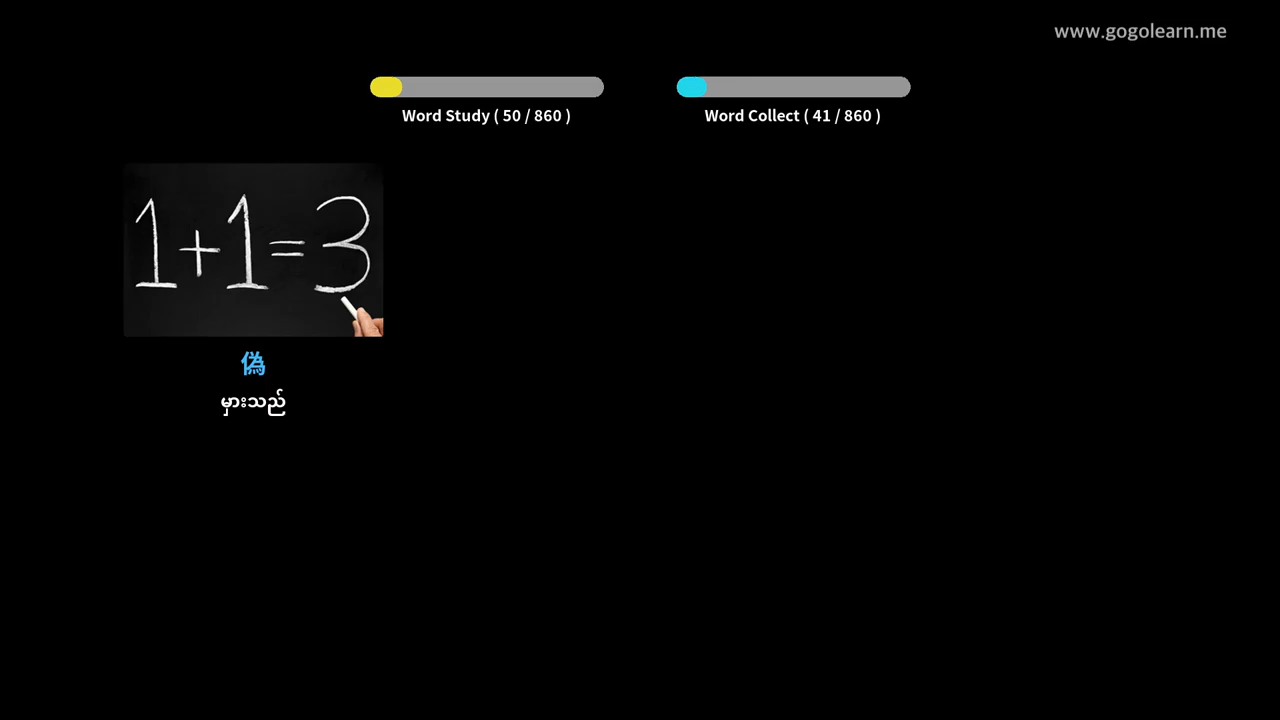 www.gogolearn.me
Word Study ( 50 / 860 )
Word Collect ( 41 / 860 )
1+1=3
偽
မှားသည်